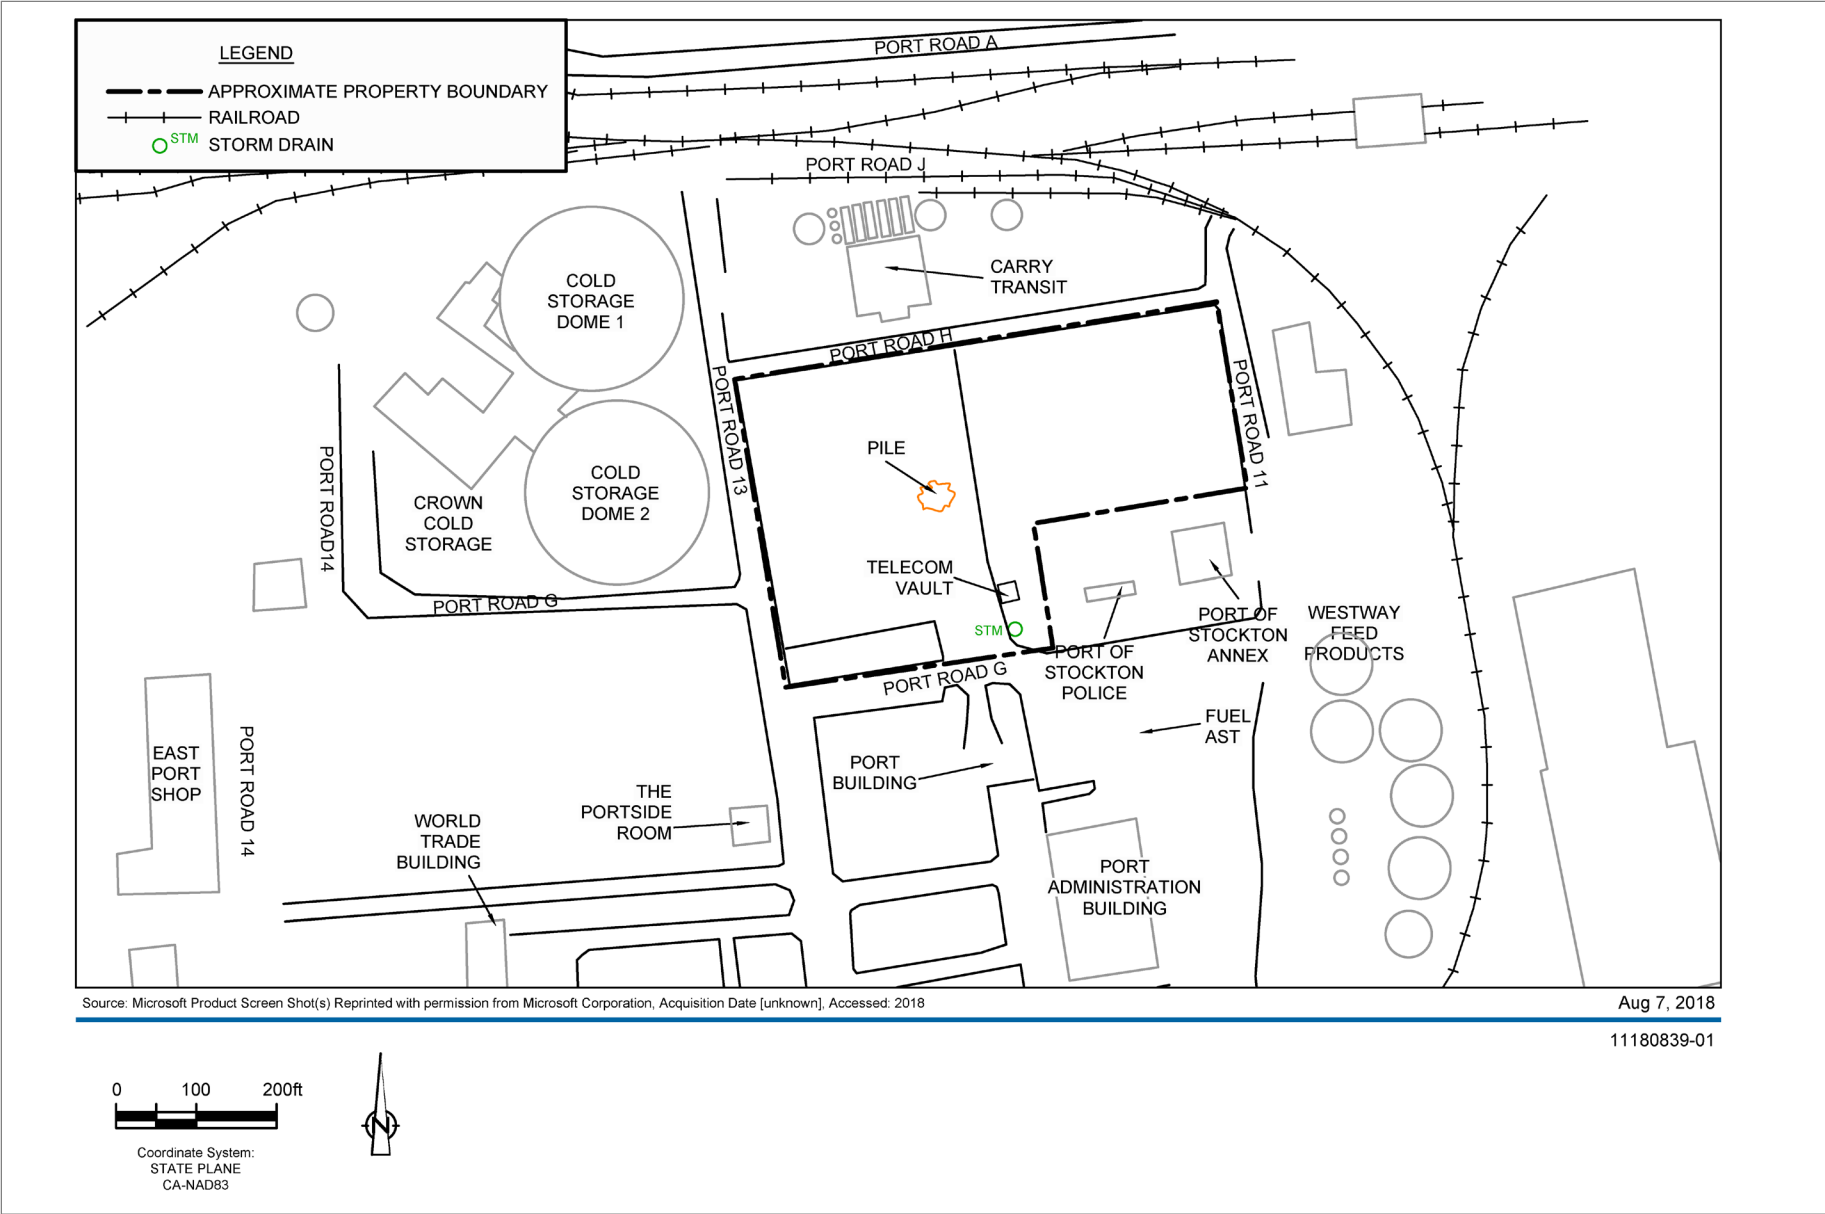 LEGEND
APPROXIMATE PROPERTY BOUNDARY
RAILROAD
STM
STORM DRAIN
PORT ROAD A
PORT ROAD J
CARRY
TRANSIT
COLD
STORAGE
DOME 1
PORT ROAD H
PORT ROAD 13
PORT ROAD 11
PILE
PORT ROAD14
COLD
STORAGE
DOME 2
CROWN
COLD
STORAGE
TELECOM
VAULT
PORT ROAD G
STM
PORT OF
STOCKTON
ANNEX
WESTWAY
FEED
PRODUCTS
PORT OF
STOCKTON
POLICE
PORT ROAD G
FUEL
AST
EAST
PORT
SHOP
PORT ROAD 14
PORT
BUILDING
THE
PORTSIDE
ROOM
WORLD
TRADE
BUILDING
PORT
ADMINISTRATION
BUILDING
Source: Microsoft Product Screen Shot(s) Reprinted with permission from Microsoft Corporation, Acquisition Date [unknown], Accessed: 2018
Aug 7, 2018
11180839-01
0 100 200ft
N
Coordinate System:
STATE PLANE
CA-NAD83